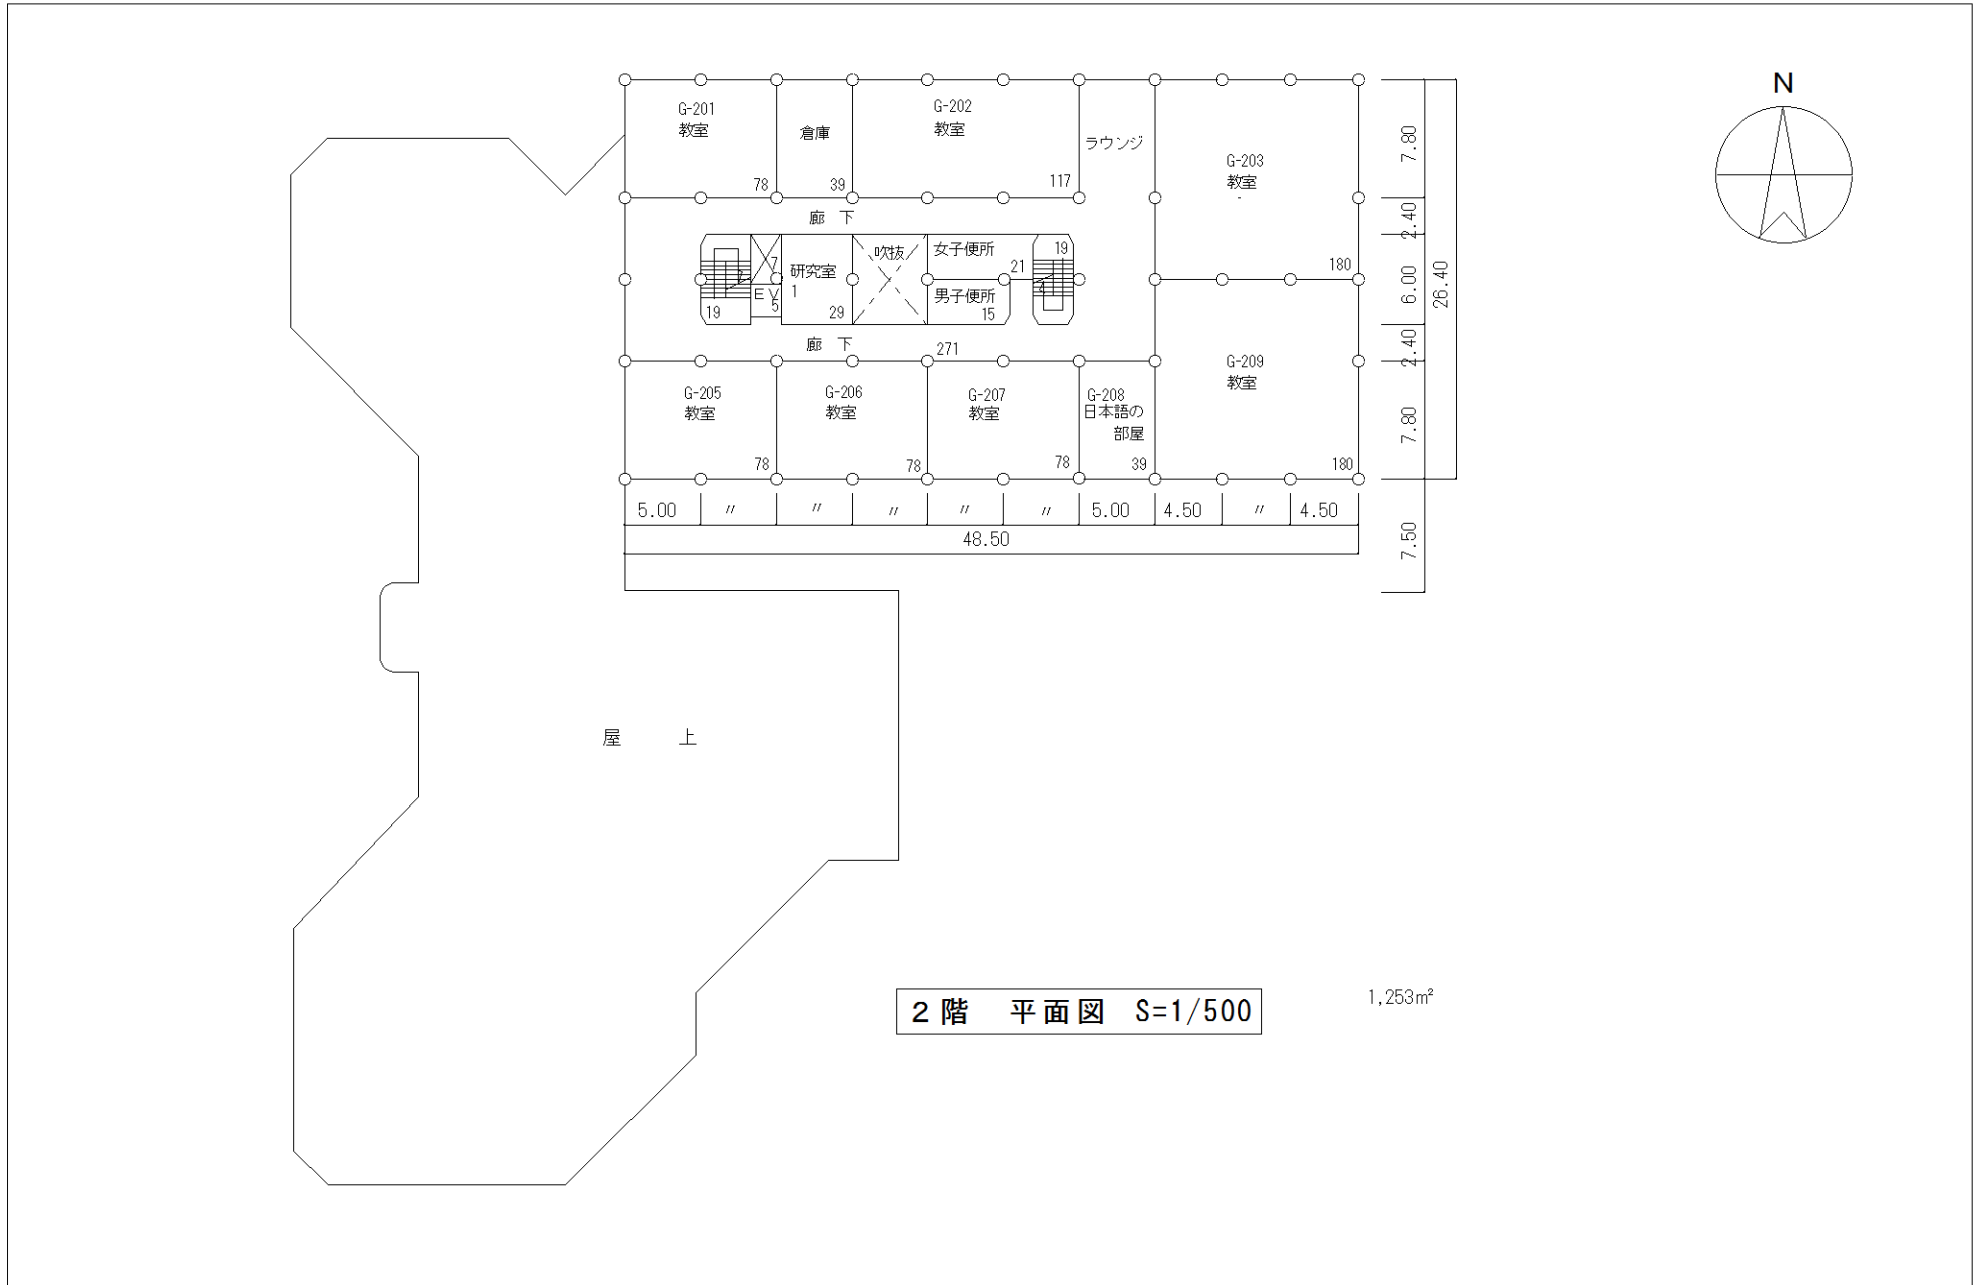 N
G-201
教室
78
倉庫
39
G-202
教室
117
ラウンジ
G-203
教室
180
廊 下
19
7
ＥＶ
5
研究室
1
29
吹抜
女子便所
21
男子便所
15
19
廊 下
271
G-205
教室
78
G-206
教室
78
G-207
教室
78
G-208
日本語の
部屋
39
G-209
教室
180
5.00 〃 〃 〃 〃 〃 5.00 4.50 〃 4.50
48.50
7.80
2.40
6.00
2.40
7.80
7.50
26.40
屋 上
２階 平面図 S=1/500
1,253㎡